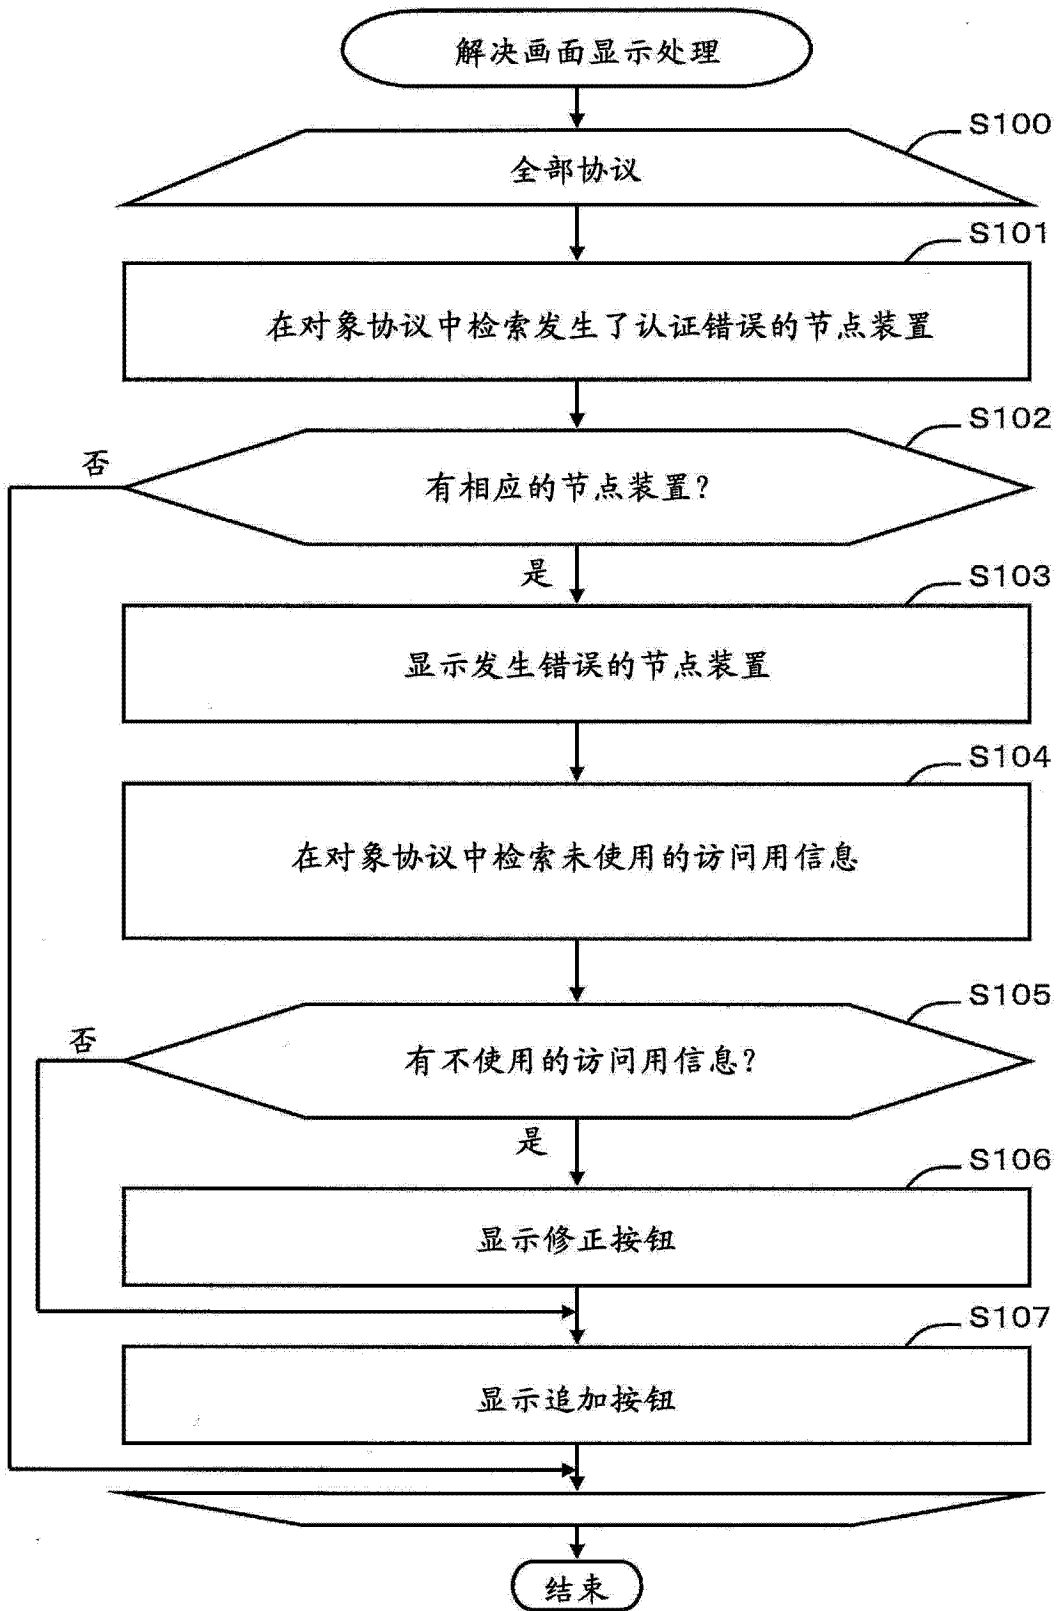 解决画面显示处理
S100
全部协议
S101
在对象协议中检索发生了认证错误的节点装置
S102
否
有相应的节点装置?
是
S103
显示发生错误的节点装置
S104
在对象协议中检索未使用的访问用信息
S105
否
有不使用的访问用信息?
是
S106
显示修正按钮
S107
显示追加按钮
结束